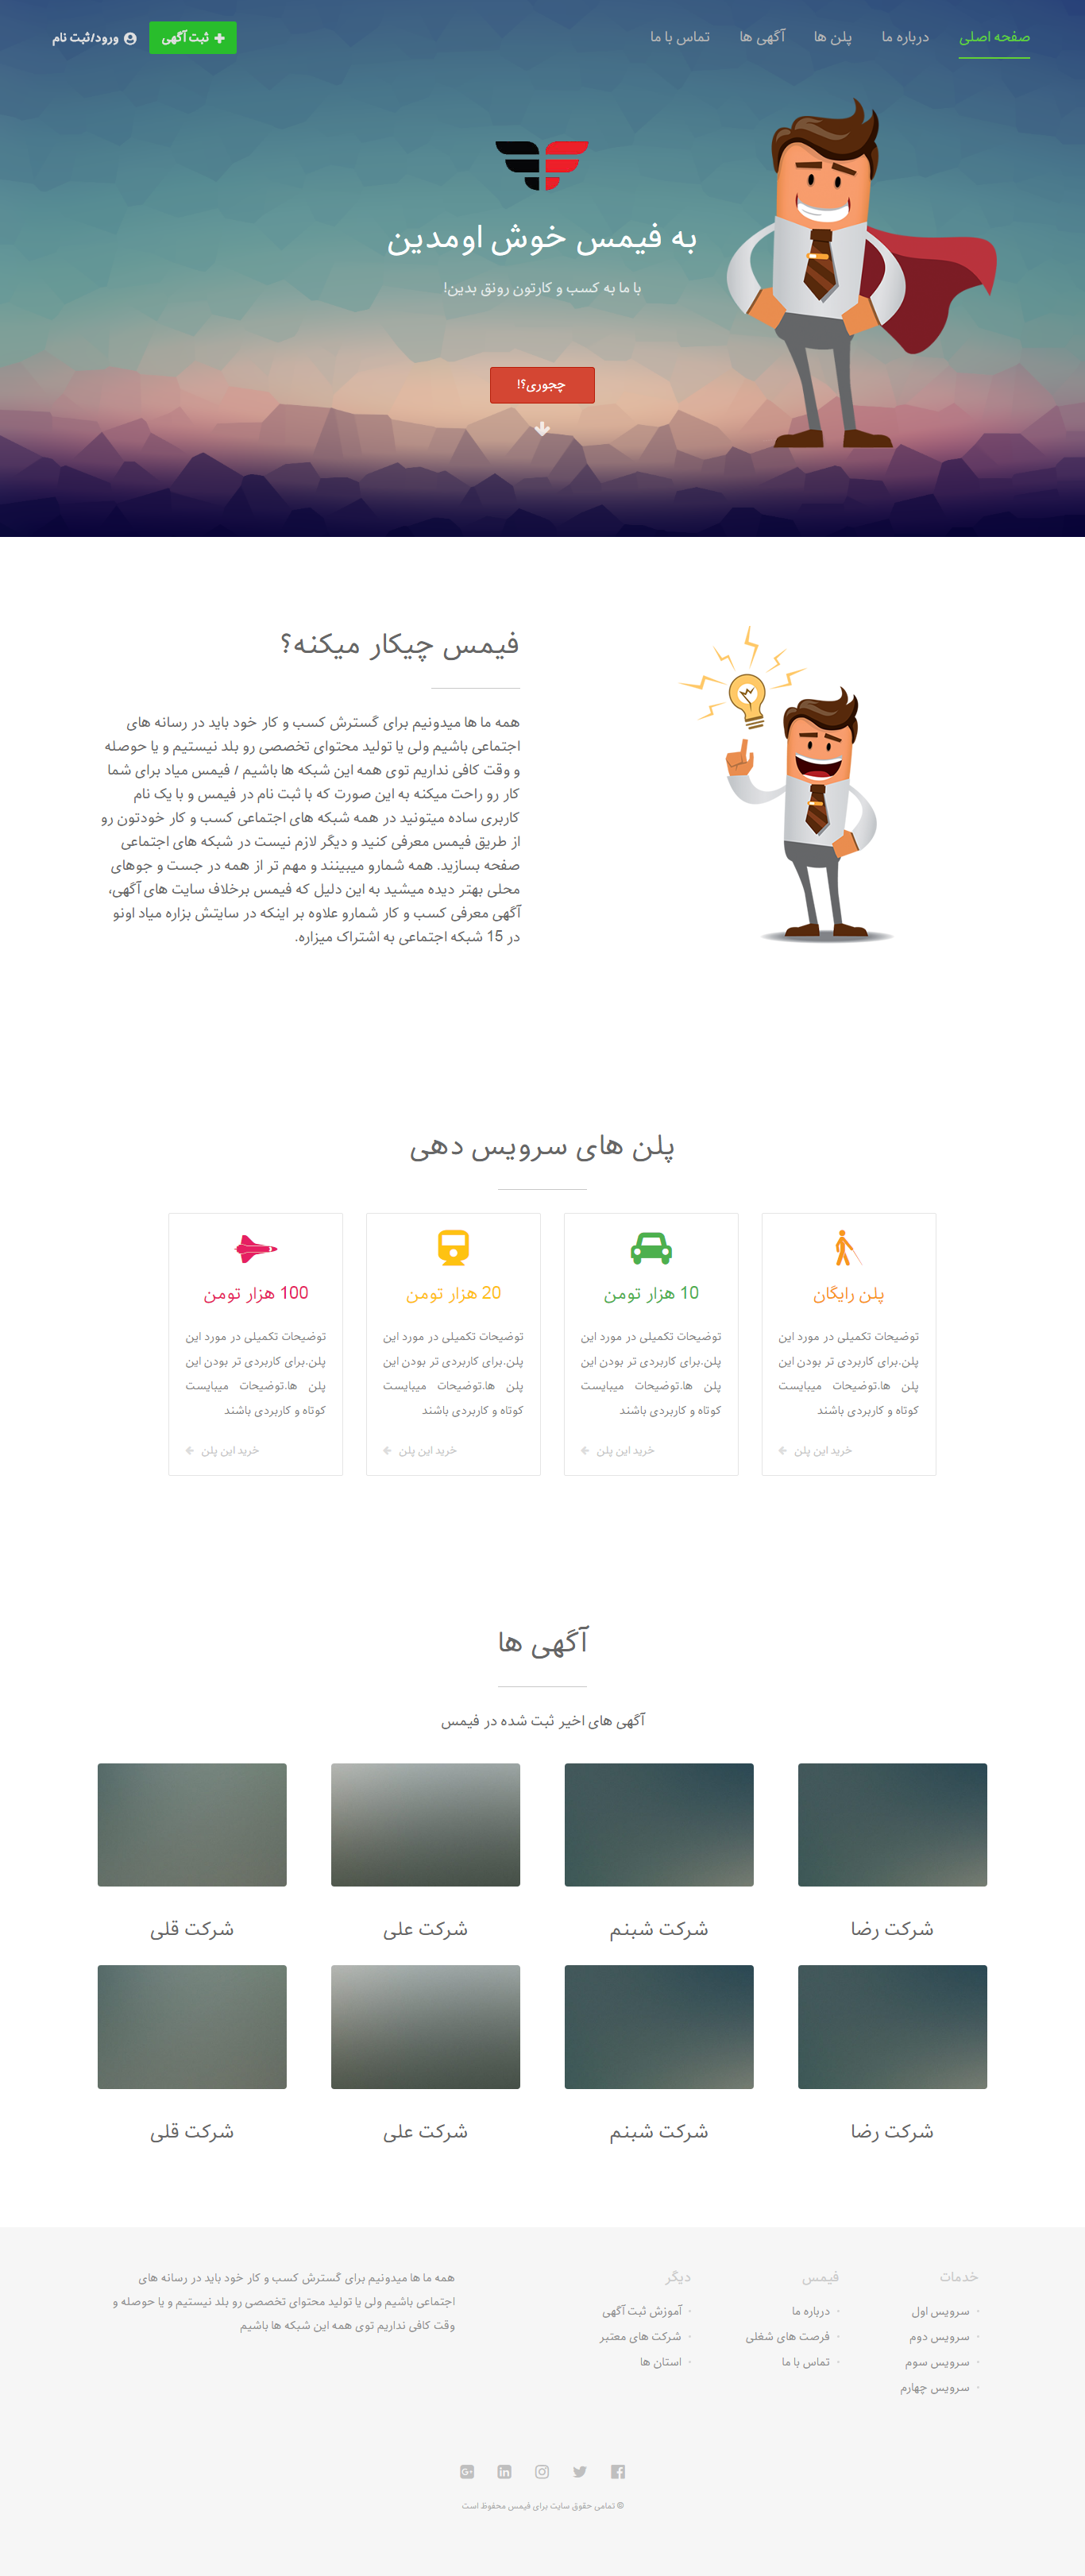 صفحه اصلی
درباره ما
پلن ها
آگهی ها
تماس با ما
ثبت آگهی
ورود/ثبت نام
به فیمس خوش اومدین
با ما به کسب و کارتون رونق بدین!
چجوری؟!
فیمس چیکار میکنه؟
همه ما ها میدونیم برای گسترش کسب و کار خود باید در رسانه های
اجتماعی باشیم ولی یا تولید محتوای تخصصی رو بلد نیستیم و یا حوصله
و وقت کافی نداریم توی همه این شبکه ها باشیم / فیمس میاد برای شما
کار رو راحت میکنه به این صورت که با ثبت نام در فیمس و با یک نام
کاربری ساده میتونید در همه شبکه های اجتماعی کسب و کار خودتون رو
از طریق فیمس معرفی کنید و دیگر لازم نیست در شبکه های اجتماعی
صفحه بسازید. همه شمارو میبینند و مهم تر از همه در جست و جوهای
محلی بهتر دیده میشید به این دلیل که فیمس برخلاف سایت های آگهی،
آگهی معرفی کسب و کار شمارو علاوه بر اینکه در سایتش بزاره میاد اونو
در 15 شبکه اجتماعی به اشتراک میزاره.
پلن های سرویس دهی
پلن رایگان
توضیحات تکمیلی در مورد این
پلن.برای کاربردی تر بودن این
پلن ها.توضیحات میبایست
کوتاه و کاربردی باشند
خرید این پلن
10 هزار تومن
توضیحات تکمیلی در مورد این
پلن.برای کاربردی تر بودن این
پلن ها.توضیحات میبایست
کوتاه و کاربردی باشند
خرید این پلن
20 هزار تومن
توضیحات تکمیلی در مورد این
پلن.برای کاربردی تر بودن این
پلن ها.توضیحات میبایست
کوتاه و کاربردی باشند
خرید این پلن
100 هزار تومن
توضیحات تکمیلی در مورد این
پلن.برای کاربردی تر بودن این
پلن ها.توضیحات میبایست
کوتاه و کاربردی باشند
خرید این پلن
آگهی ها
آگهی های اخیر ثبت شده در فیمس
شرکت رضا
شرکت شبنم
شرکت علی
شرکت قلی
شرکت رضا
شرکت شبنم
شرکت علی
شرکت قلی
خدمات
سرویس اول
سرویس دوم
سرویس سوم
سرویس چهارم
فیمس
درباره ما
فرصت های شغلی
تماس با ما
دیگر
آموزش ثبت آگهی
شرکت های معتبر
استان ها
همه ما ها میدونیم برای گسترش کسب و کار خود باید در رسانه های
اجتماعی باشیم ولی یا تولید محتوای تخصصی رو بلد نیستیم و یا حوصله و
وقت کافی نداریم توی همه این شبکه ها باشیم
© تمامی حقوق سایت برای فیمس محفوظ است